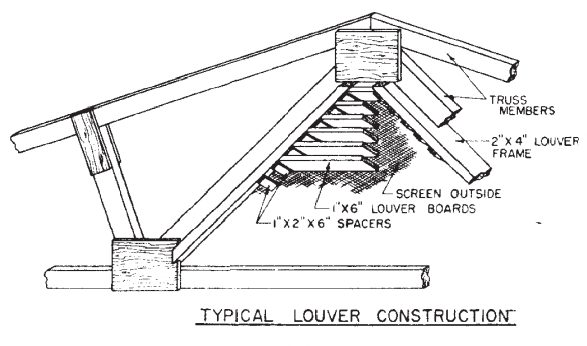 TRUSS
MEMBERS
2"X 4" LOUVER
FRAME
SCREEN OUTSIDE
1"X6" LOUVER BOARDS
1"X2"X6" SPACERS
TYPICAL LOUVER CONSTRUCTION